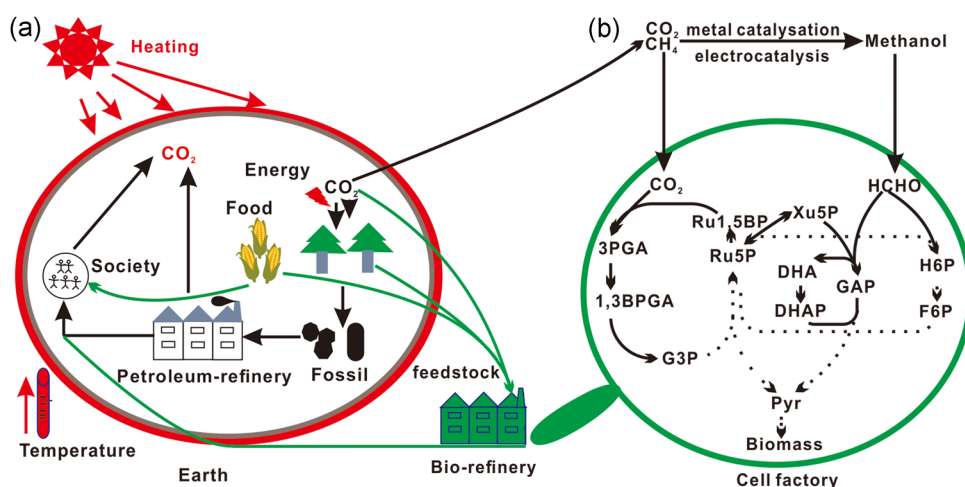 (a)
Heating
CO₂
Energy
CO₂
Food
Society
Petroleum-refinery
Fossil
feedstock
Temperature
Earth
Bio-refinery
(b)
CO₂
CH₄
metal catalysation
electrocatalysis
Methanol
CO₂
HCHO
Ru1,5BP
Xu5P
3PGA
Ru5P
DHA
GAP
H6P
1,3BPGA
DHAP
F6P
G3P
Pyr
Biomass
Cell factory